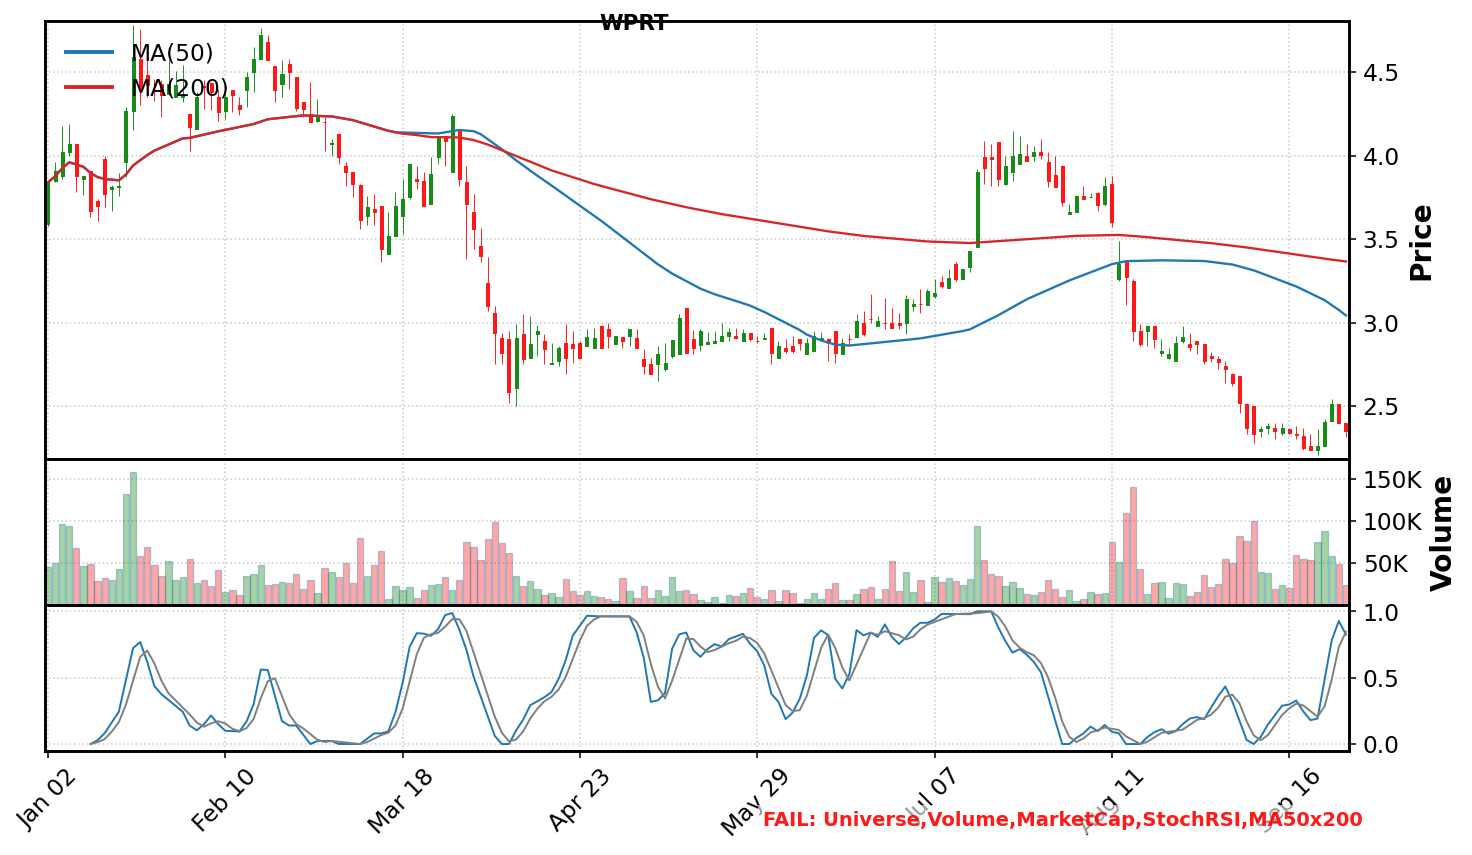 WPRT
MA(50)
MA(200)
4.5
4.0
3.5
3.0
2.5
Price
150K
100K
50K
Volume
1.0
0.5
0.0
Jan 02
Feb 10
Mar 18
Apr 23
May 29
Jul 07
Aug 11
Sep 16
FAIL: Universe,Volume,Marketcap,StochRSI,MA50x200